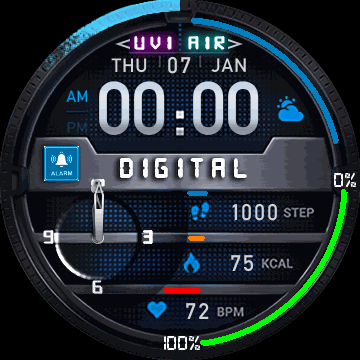 <UVI AIR>
THU 07 JAN
AM 00:00
PM
ALARM DIGITAL
0%
1000 STEP
9 3
75 KCAL
6
72 BPM
100%